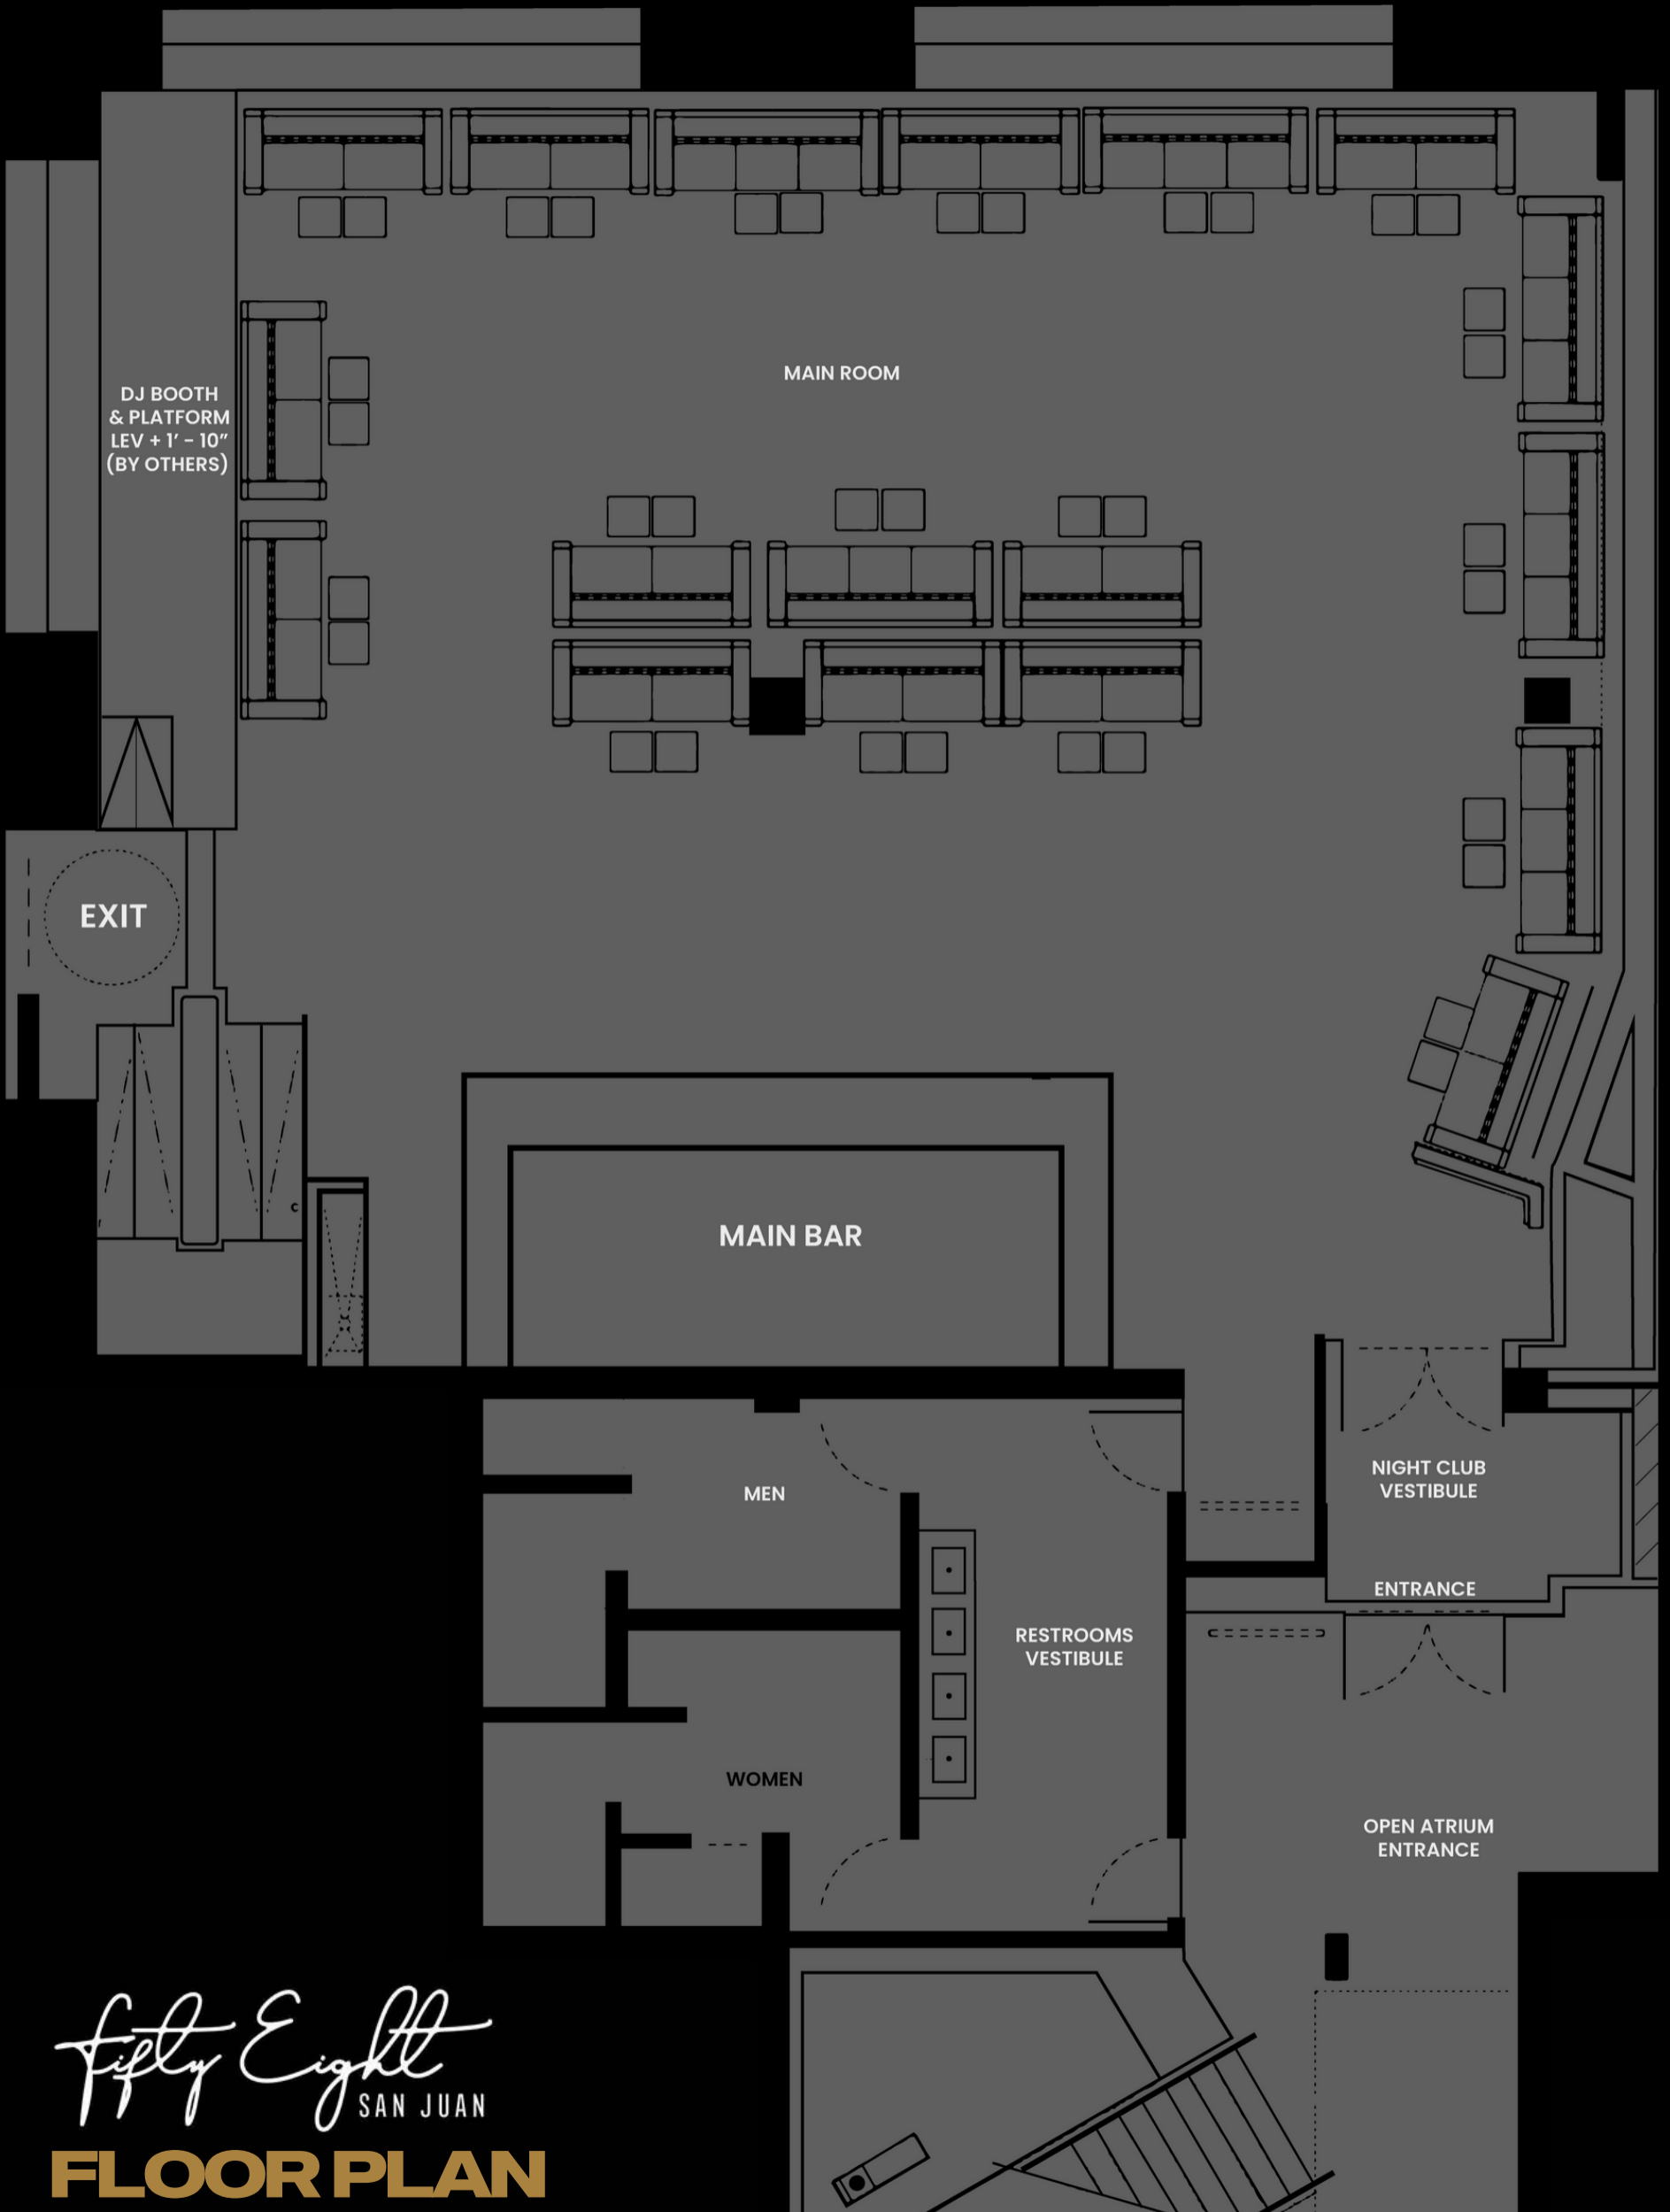 MAIN ROOM
DJ BOOTH
& PLATFORM
LEV + 1’ - 10”
(BY OTHERS)
EXIT
C
MAIN BAR
NIGHT CLUB
VESTIBULE
MEN
ENTRANCE
RESTROOMS
VESTIBULE
WOMEN
OPEN ATRIUM
ENTRANCE
Fifty Eight
SAN JUAN
FLOOR PLAN